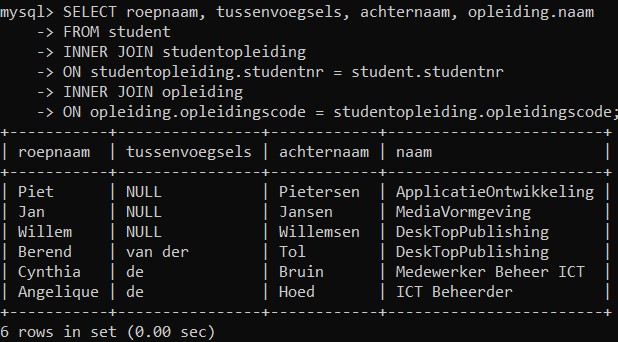 mysql> SELECT roepnaam, tussenvoegsels, achternaam, opleiding.naam
    -> FROM student
    -> INNER JOIN studentopleiding
    -> ON studentopleiding.studentnr = student.studentnr
    -> INNER JOIN opleiding
    -> ON opleiding.opleidingscode = studentopleiding.opleidingscode;
+-----------+----------------+------------+------------------------+
| roepnaam  | tussenvoegsels | achternaam | naam                   |
+-----------+----------------+------------+------------------------+
| Piet      | NULL           | Pietersen  | ApplicatieOntwikkeling |
| Jan       | NULL           | Jansen     | MediaVormgeving        |
| Willem    | NULL           | Willemsen  | DeskTopPublishing      |
| Berend    | van der        | Tol        | DeskTopPublishing      |
| Cynthia   | de             | Bruin      | Medewerker Beheer ICT  |
| Angelique | de             | Hoed       | ICT Beheerder          |
+-----------+----------------+------------+------------------------+
6 rows in set (0.00 sec)